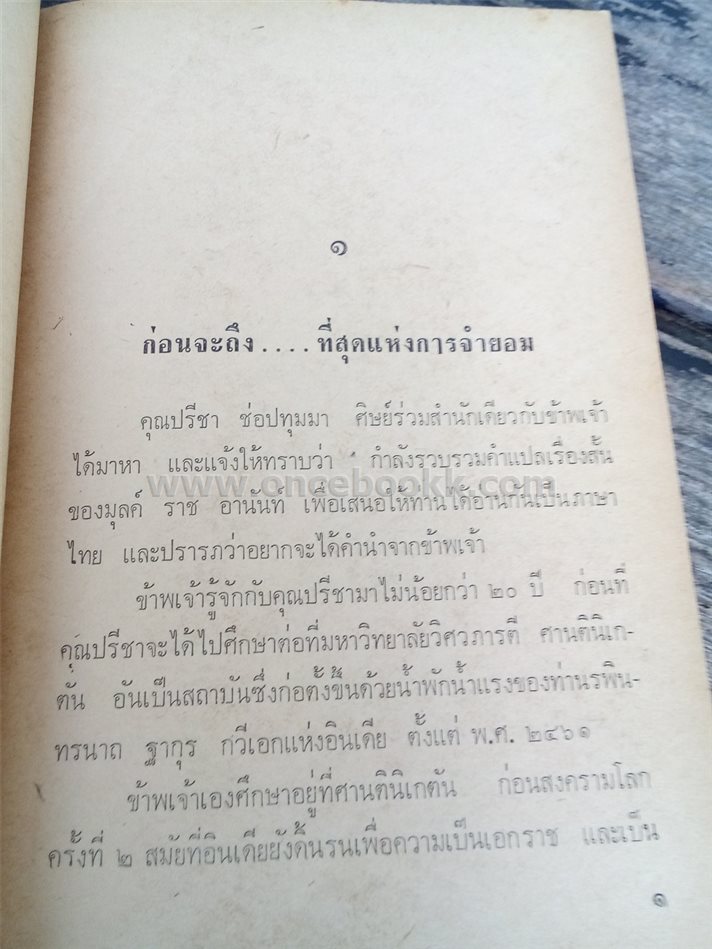 ๑
ก่อนจะถึง....ที่สุดแห่งการจำยอม
คุณปรีชา ช่อปทุมมา ศิษย์ร่วมสำนักเดียวกับข้าพเจ้า
ได้มาหา และแจ้งให้ทราบว่า กำลังรวบรวมคำแปลเรื่องสั้น
www.oncebookk.com
ของมุลค์ ราช อานันท์ เพื่อเสนอให้ท่านได้อ่านกันเป็นภาษา
ไทย และปรารภว่าอยากจะได้คำนำจากข้าพเจ้า
ข้าพเจ้ารู้จักกับคุณปรีชามาไม่น้อยกว่า ๒๐ ปี ก่อนที่
คุณปรีชาจะได้ไปศึกษาต่อที่มหาวิทยาลัยวิศวภารตี ศานตินิเก-
ตัน อันเป็นสถาบันซึ่งก่อตั้งขึ้นด้วยน้ำพักน้ำแรงของท่านรพิน-
ทรนาถ ฐากุร กวีเอกแห่งอินเดีย ตั้งแต่ พ.ศ. ๒๔๖๑
ข้าพเจ้าเองศึกษาอยู่ที่ศานตินิเกตัน ก่อนสงครามโลก
ครั้งที่ ๒ สมัยที่อินเดียยังดิ้นรนเพื่อความเป็นเอกราช และเป็น
๑